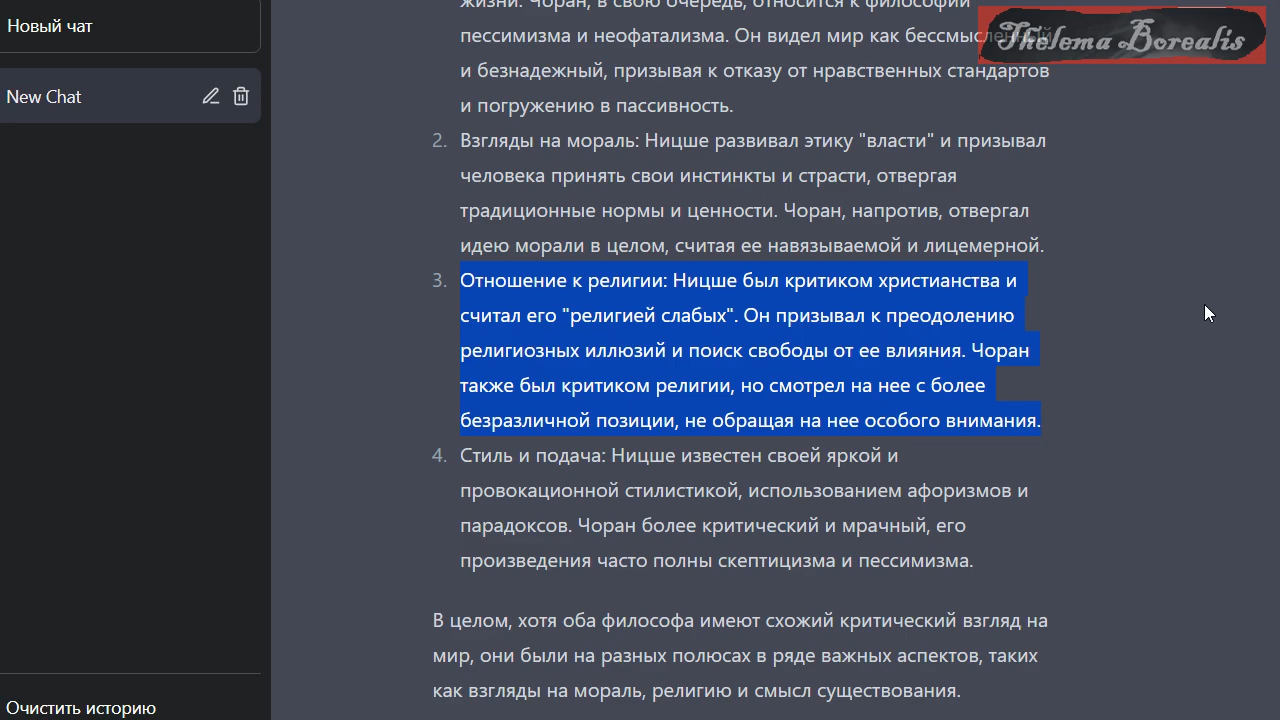 Новый чат
New Chat
Очистить историю
Thelema Borealis
жизни. Чоран, в свою очередь, относится к философии
пессимизма и неофатализма. Он видел мир как бессмысленный
и безнадежный, призывая к отказу от нравственных стандартов
и погружению в пассивность.
2. Взгляды на мораль: Ницше развивал этику "власти" и призывал
человека принять свои инстинкты и страсти, отвергая
традиционные нормы и ценности. Чоран, напротив, отвергал
идею морали в целом, считая ее навязываемой и лицемерной.
3. Отношение к религии: Ницше был критиком христианства и
считал его "религией слабых". Он призывал к преодолению
религиозных иллюзий и поиск свободы от ее влияния. Чоран
также был критиком религии, но смотрел на нее с более
безразличной позиции, не обращая на нее особого внимания.
4. Стиль и подача: Ницше известен своей яркой и
провокационной стилистикой, использованием афоризмов и
парадоксов. Чоран более критический и мрачный, его
произведения часто полны скептицизма и пессимизма.
В целом, хотя оба философа имеют схожий критический взгляд на
мир, они были на разных полюсах в ряде важных аспектов, таких
как взгляды на мораль, религию и смысл существования.